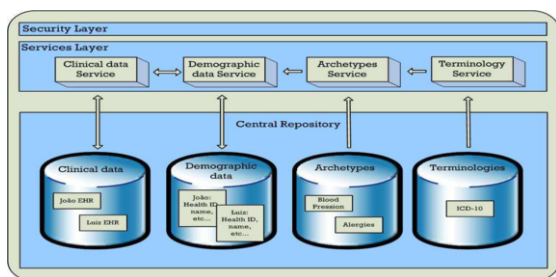 Security Layer
Services Layer
Clinical data
Service
Demographic
data Service
Archetypes
Service
Terminology
Service
Central Repository
Clinical data
João EHR
Luiz EHR
Demographic
data
João:
Health ID,
name,
etc...
Luiz:
Health ID,
name,
etc...
Archetypes
Blood
Pression
Alergies
Terminologies
ICD-10